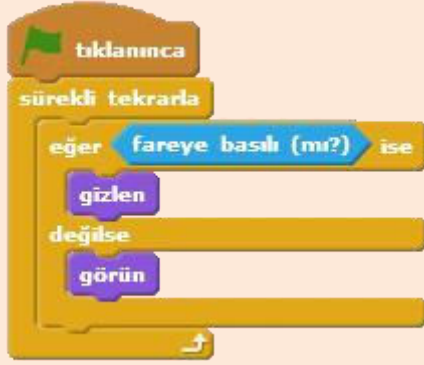 tıklanınca
sürekli tekrarla
eğer fareye basılı (mı?) ise
gizlen
değilse
görün